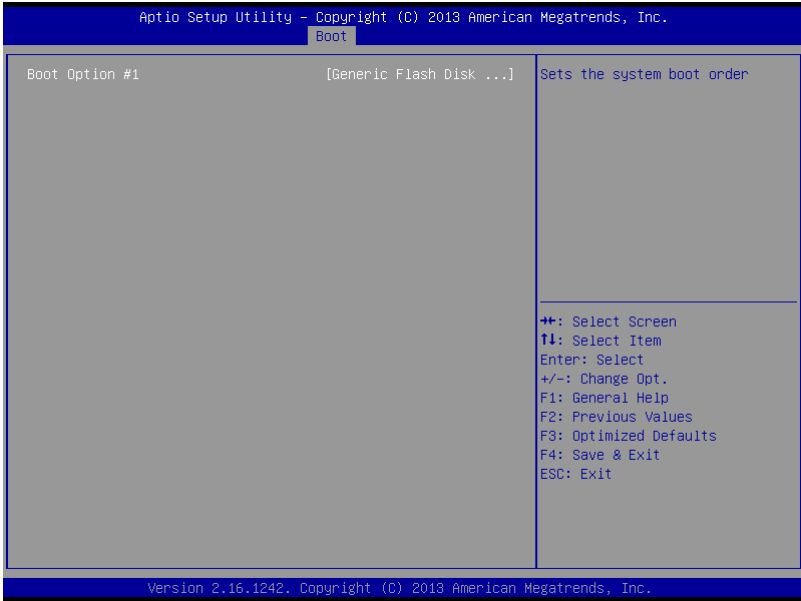 Aptio Setup Utility – Copyright (C) 2013 American Megatrends, Inc.
Boot
Boot Option #1 [Generic Flash Disk ...]
Sets the system boot order
→←: Select Screen
↑↓: Select Item
Enter: Select
+/-: Change Opt.
F1: General Help
F2: Previous Values
F3: Optimized Defaults
F4: Save & Exit
ESC: Exit
Version 2.16.1242. Copyright (C) 2013 American Megatrends, Inc.